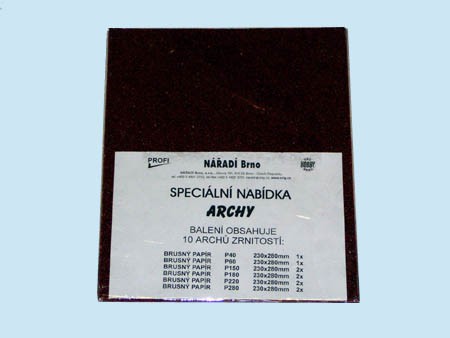 PROFI
NÁŘADÍ Brno
HOBBY
SPECIÁLNÍ NABÍDKA
ARCHY
BALENÍ OBSAHUJE
10 ARCHŮ ZRNITOSTÍ:
BRUSNÝ PAPÍR P40 230x280mm 1x
BRUSNÝ PAPÍR P60 230x280mm 1x
BRUSNÝ PAPÍR P150 230x280mm 2x
BRUSNÝ PAPÍR P180 230x280mm 2x
BRUSNÝ PAPÍR P220 230x280mm 2x
BRUSNÝ PAPÍR P280 230x280mm 2x